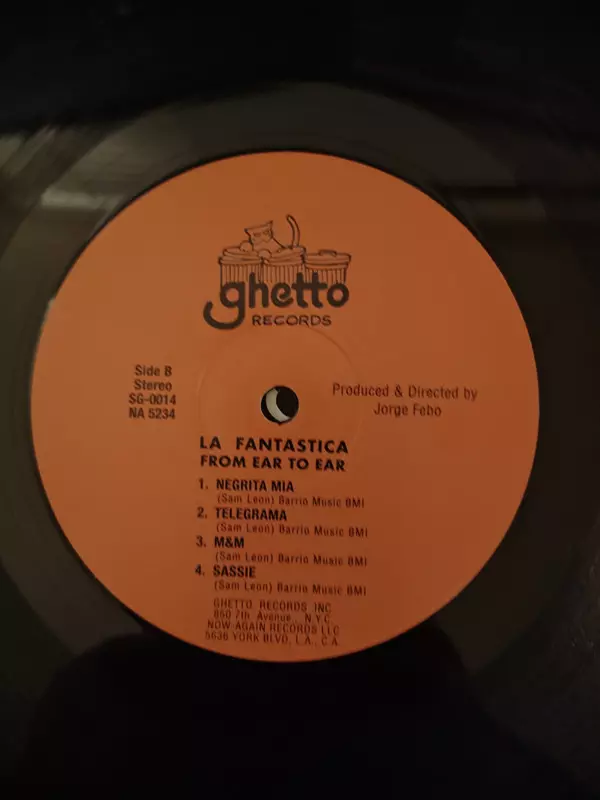 ghetto
RECORDS
Side B
Stereo
SG-0014
NA 5234
Produced & Directed by
Jorge Febo
LA FANTASTICA
FROM EAR TO EAR
1. NEGRITA MIA
(Sam Leon) Barrio Music BMI
2. TELEGRAMA
(Sam Leon) Barrio Music BMI
3. M&M
(Sam Leon) Barrio Music BMI
4. SASSIE
(Sam Leon) Barrio Music BMI
GHETTO RECORDS INC
850 7th Avenue , N.Y.C.
NOW-AGAIN RECORDS LLC
5636 YORK BLVD, L.A., C.A